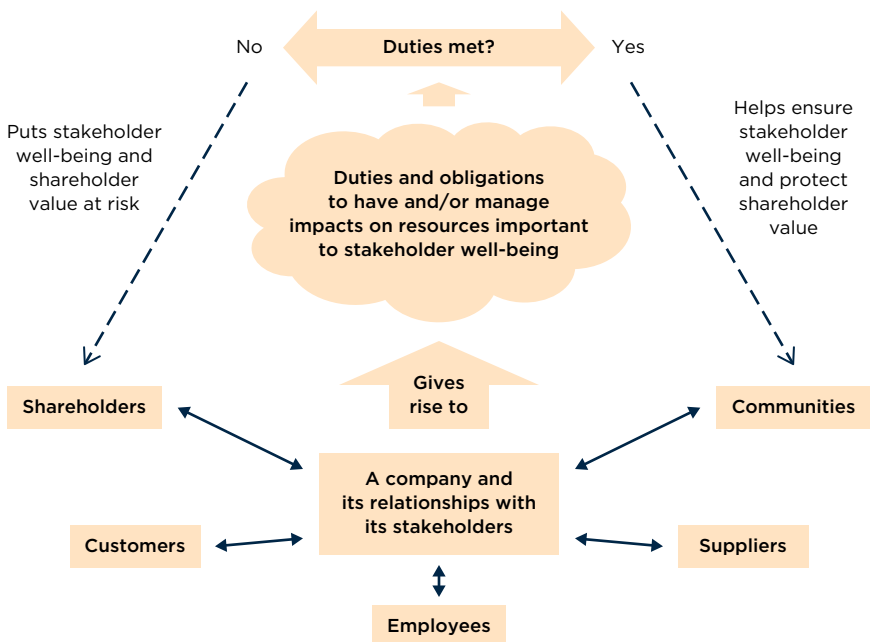 No
Duties met?
Yes
Puts stakeholder
well-being and
shareholder
value at risk
Helps ensure
stakeholder
well-being
and protect
shareholder
value
Duties and obligations
to have and/or manage
impacts on resources important
to stakeholder well-being
Gives
rise to
Shareholders
Communities
A company and
its relationships with
its stakeholders
Customers
Suppliers
Employees